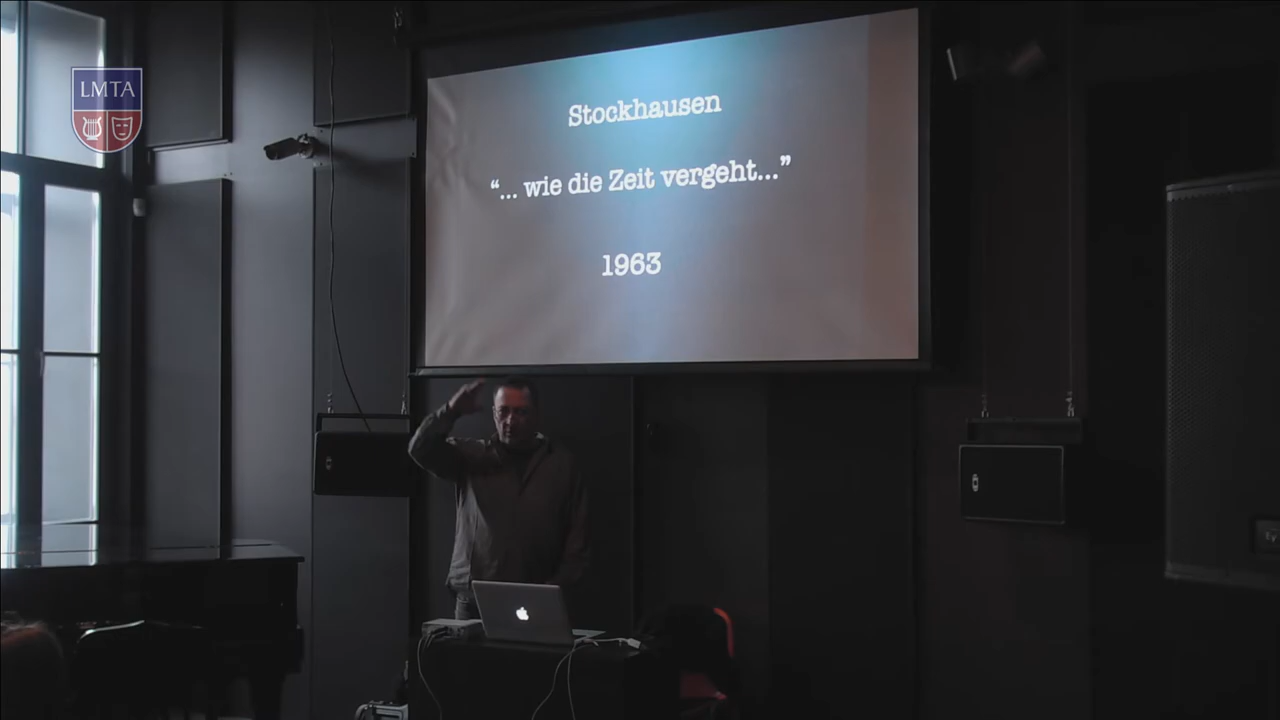 LMTA
Stockhausen
“... wie die Zeit vergeht...”
1963